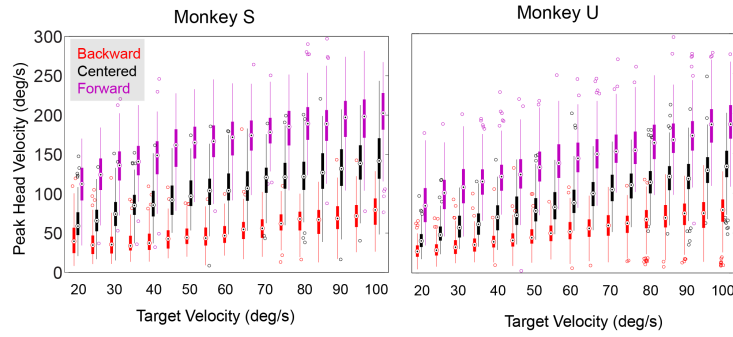 Monkey S
Monkey U
Peak Head Velocity (deg/s)
300
250
200
150
100
50
0
Backward
Centered
Forward
20 30 40 50 60 70 80 90 100
20 30 40 50 60 70 80 90 100
Target Velocity (deg/s)
Target Velocity (deg/s)